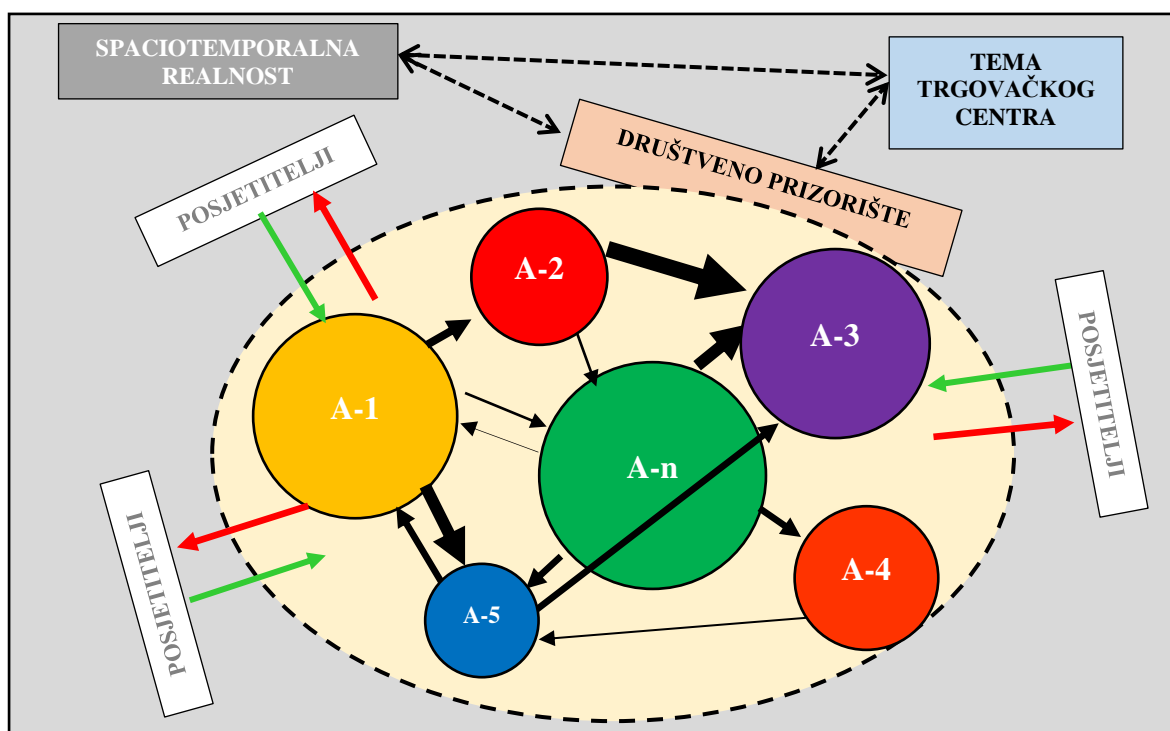 SPACIOTEMPORALNA
REALNOST
TEMA
TRGOVAČKOG
CENTRA
DRUŠTVENO PRIZORIŠTE
POSJETITELJI
A-2
A-3
A-1
POSJETITELJI
A-n
POSJETITELJI
A-4
A-5